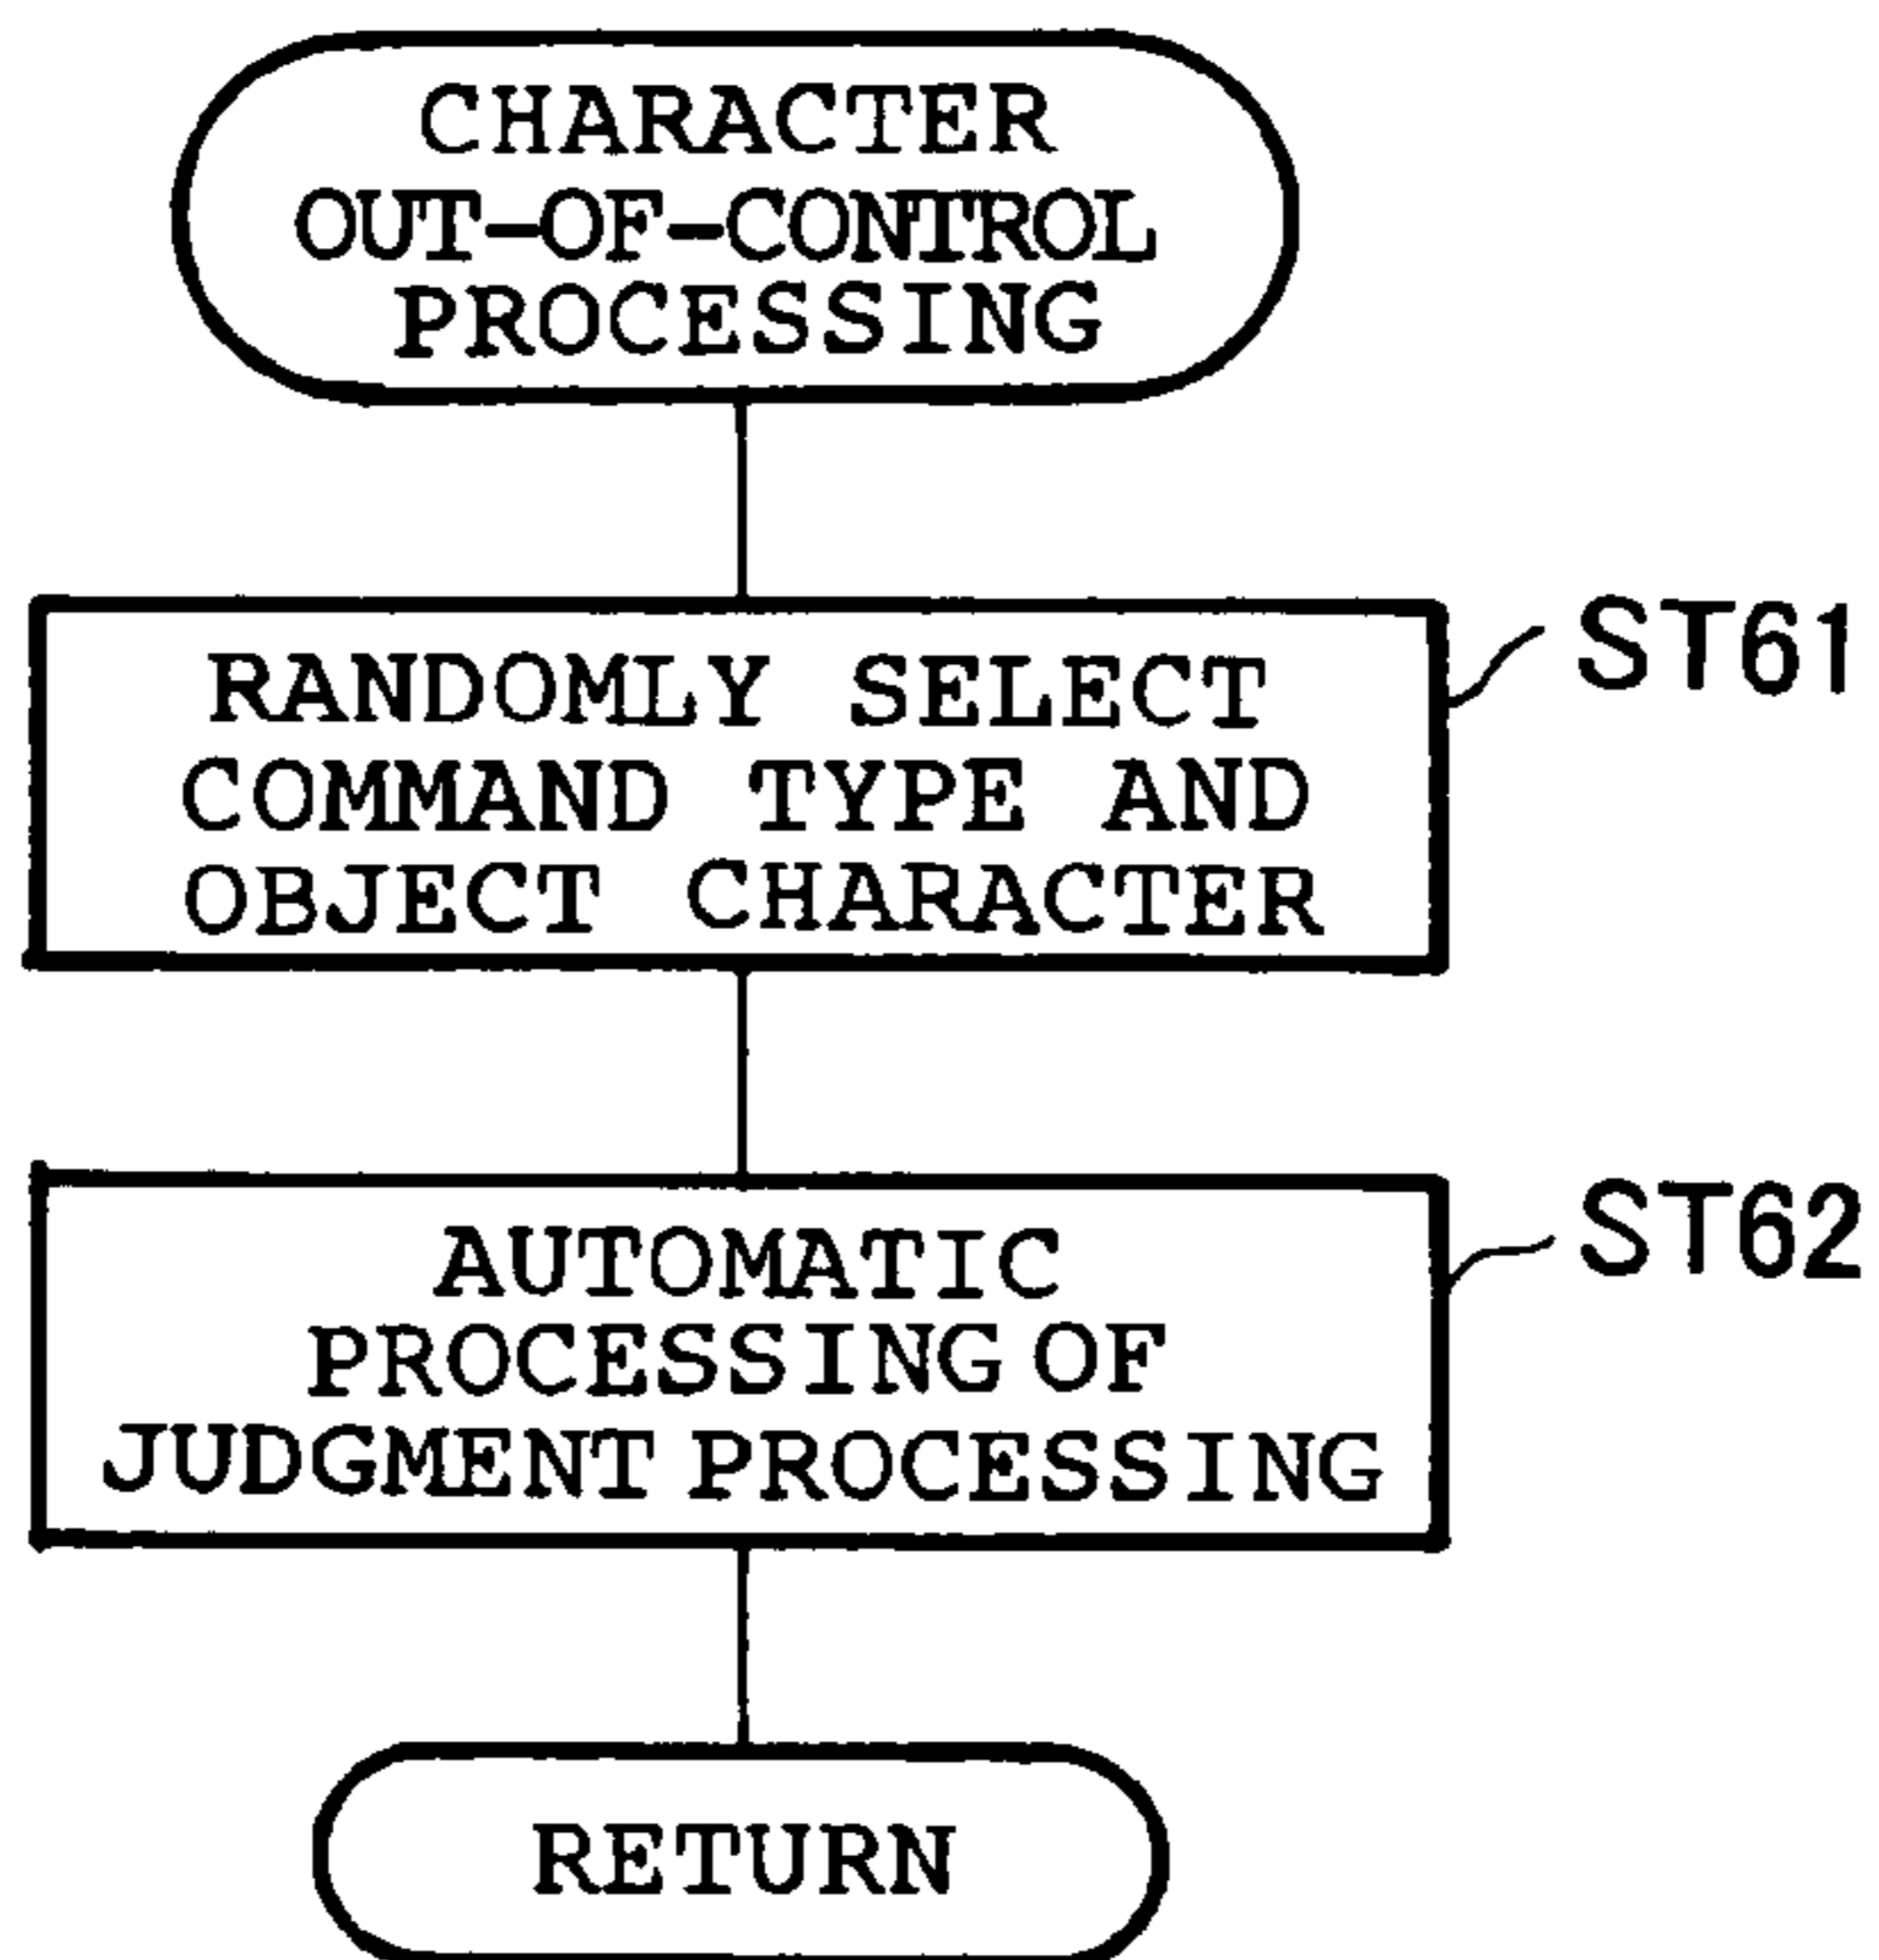 CHARACTER
OUT-OF-CONTROL
PROCESSING
RANDOMLY SELECT
COMMAND TYPE AND
OBJECT CHARACTER
ST61
AUTOMATIC
PROCESSING OF
JUDGMENT PROCESSING
ST62
RETURN